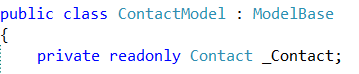 public class ContactModel : ModelBase
{
    private readonly Contact _Contact;